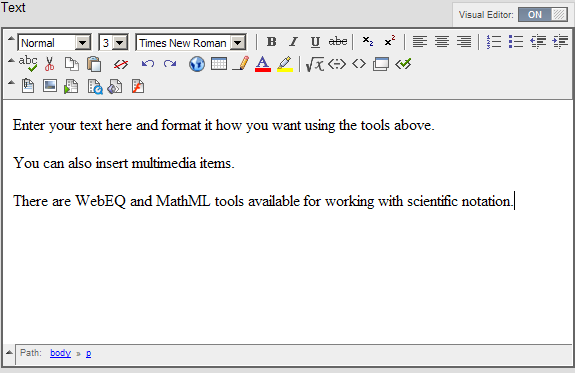 Text
Visual Editor: ON
Normal 3 Times New Roman B I U abc x₂ x²
abc A √x <÷> <>
Enter your text here and format it how you want using the tools above.
You can also insert multimedia items.
There are WebEQ and MathML tools available for working with scientific notation.
Path: body » p